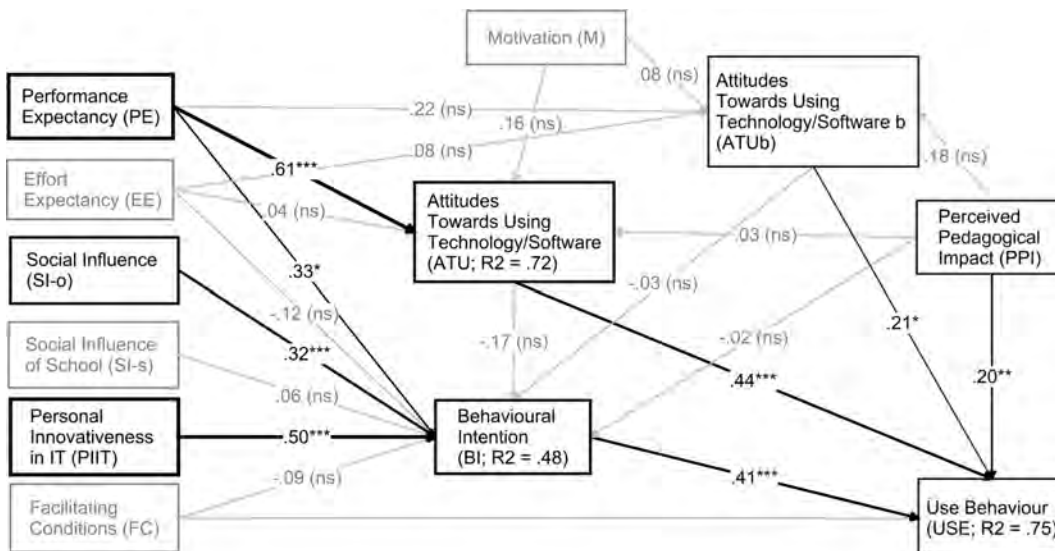 Motivation (M)
Performance
Expectancy (PE)
Effort
Expectancy (EE)
Social Influence
(SI-o)
Social Influence
of School (SI-s)
Personal
Innovativeness
in IT (PIIT)
Facilitating
Conditions (FC)
Attitudes
Towards Using
Technology/Software b
(ATUb)
Attitudes
Towards Using
Technology/Software
(ATU; R2 = .72)
Perceived
Pedagogical
Impact (PPI)
Behavioural
Intention
(BI; R2 = .48)
Use Behaviour
(USE; R2 = .75)
.08 (ns)
.22 (ns)
.16 (ns)
.08 (ns)
.61***
.18 (ns)
.04 (ns)
.03 (ns)
.33*
-.03 (ns)
-.12 (ns)
.21*
-.17 (ns)
-.02 (ns)
.32***
.44***
.20**
.06 (ns)
.50***
-.09 (ns)
.41***